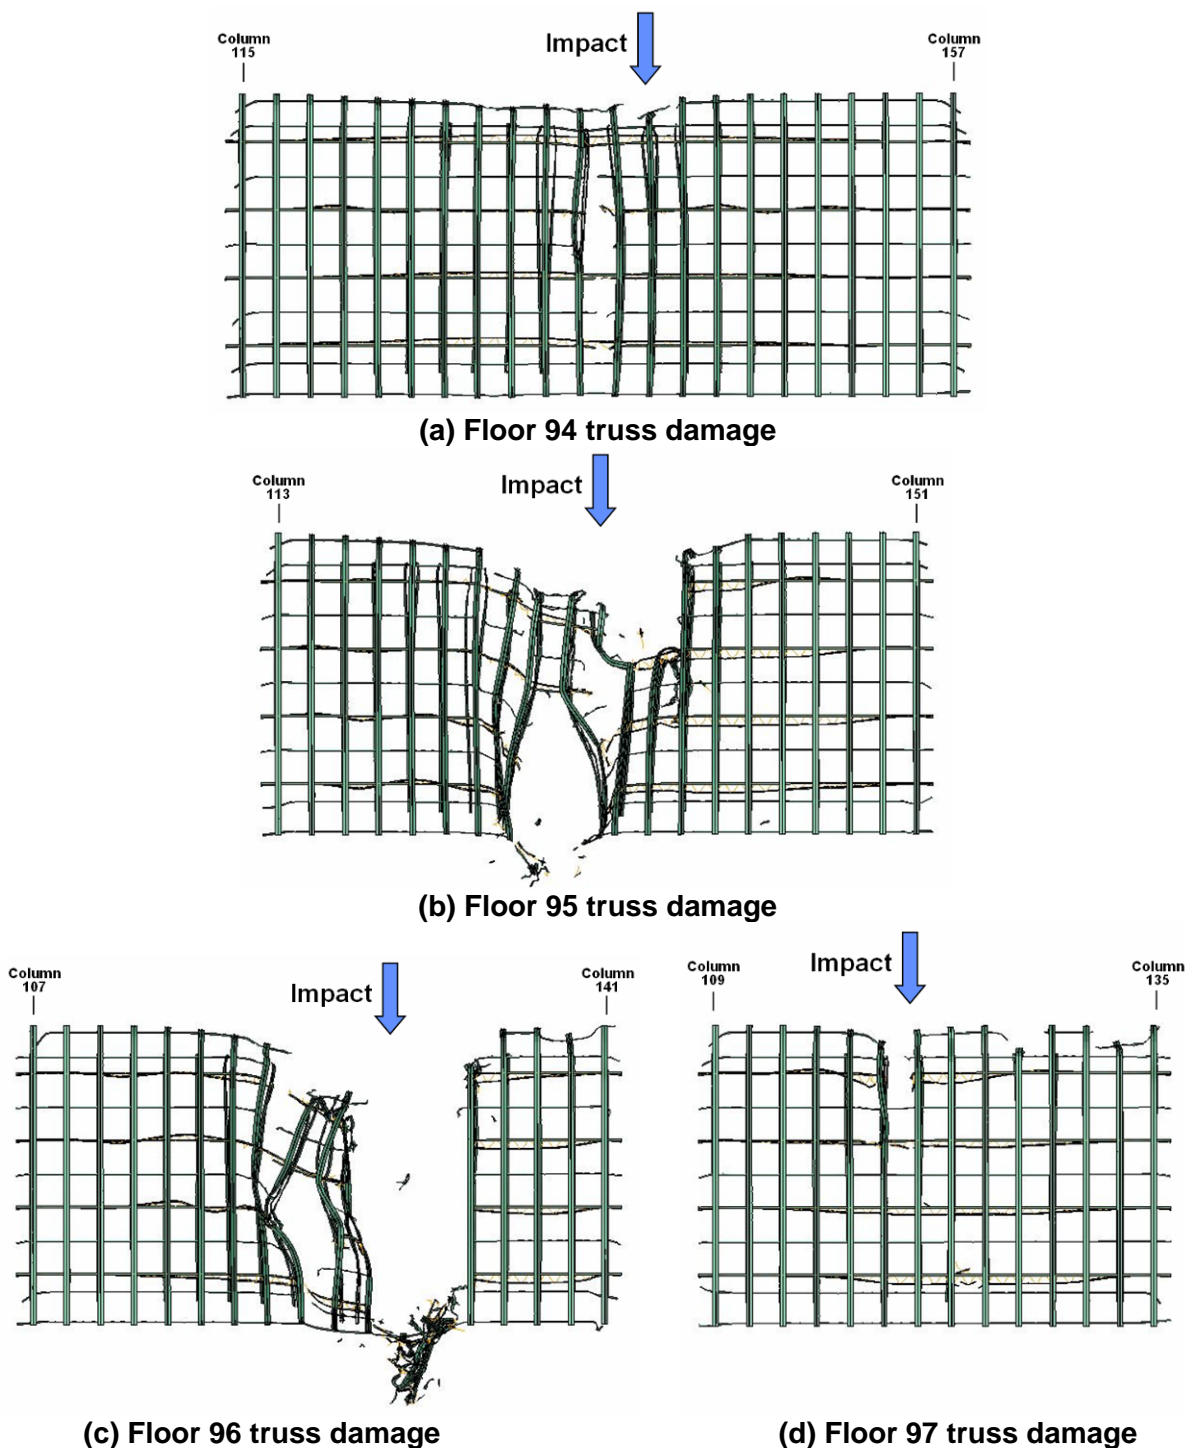 Impact
Column
115
Column
157
(a) Floor 94 truss damage
Impact
Column
113
Column
151
(b) Floor 95 truss damage
Impact
Column
107
Column
141
Impact
Column
109
Column
135
(c) Floor 96 truss damage
(d) Floor 97 truss damage